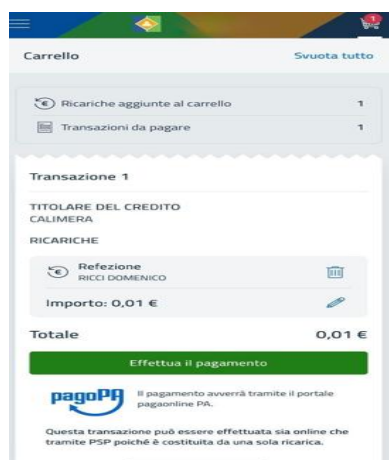 1
Carrello Svuota tutto
Ricariche aggiunte al carrello 1
Transazioni da pagare 1
Transazione 1
TITOLARE DEL CREDITO
CALIMERA
RICARICHE
Refezione
RICCI DOMENICO
Importo: 0,01 €
Totale 0,01 €
Effettua il pagamento
pagoPA Il pagamento avverrà tramite il portale
pagaonline PA.
Questa transazione può essere effettuata sia online che
tramite PSP poiché è costituita da una sola ricarica.